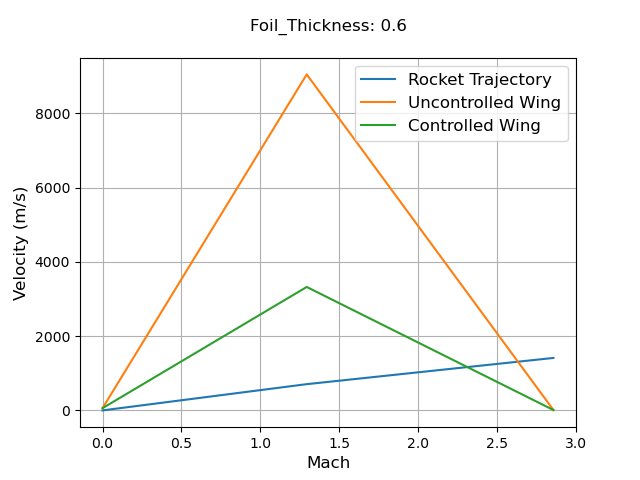 Foil_Thickness: 0.6
Rocket Trajectory
Uncontrolled Wing
Controlled Wing
Velocity (m/s)
8000
6000
4000
2000
0
0.0 0.5 1.0 1.5 2.0 2.5 3.0
Mach